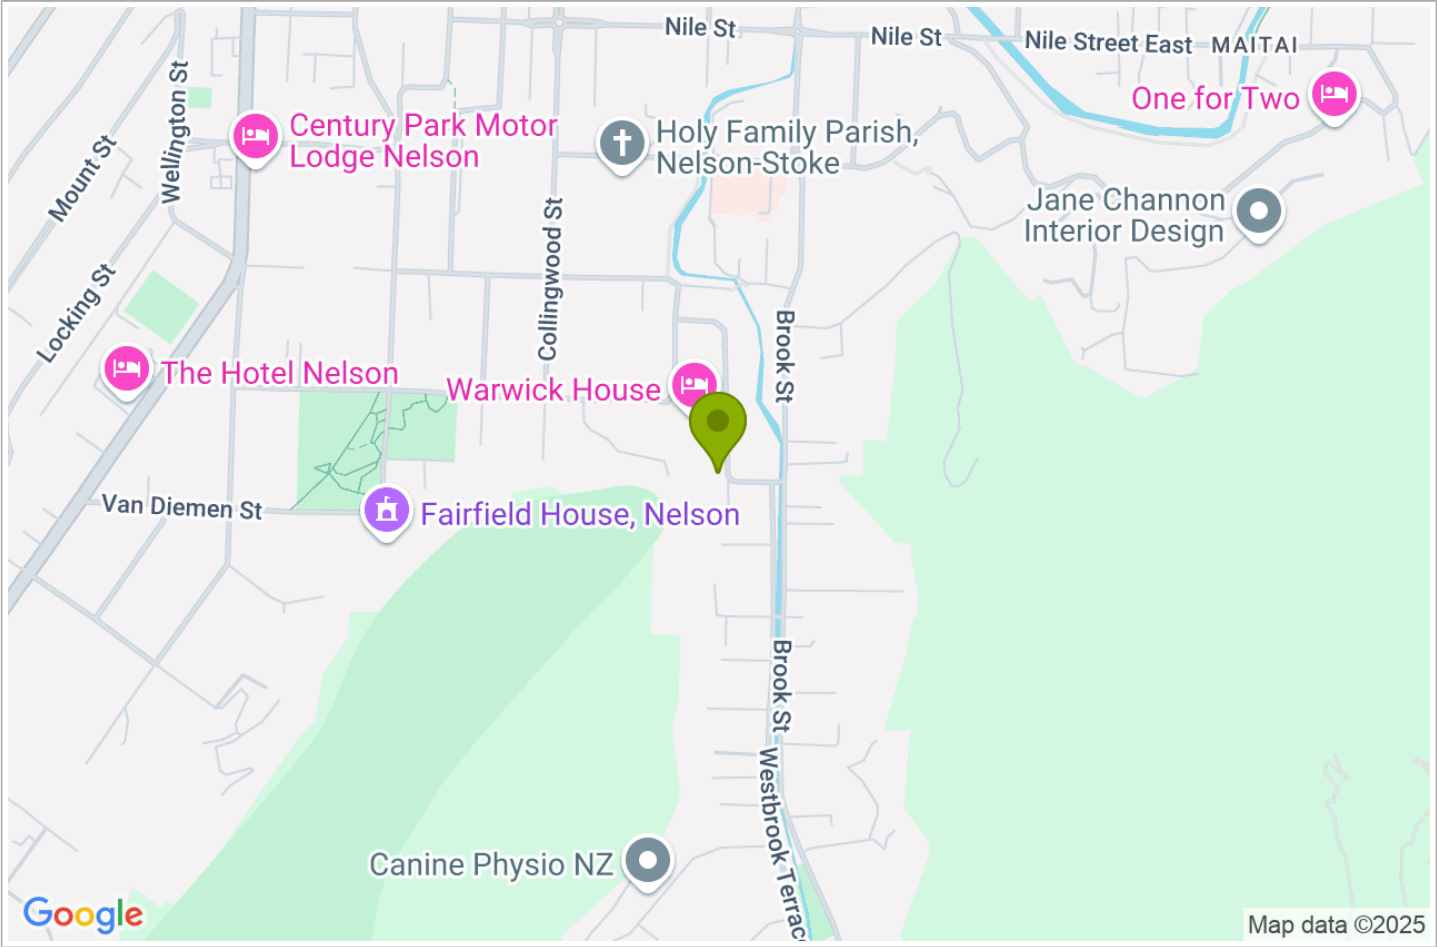 Nile St
Nile St
Nile Street East
MAITAI
Wellington St
One for Two
Century Park Motor
Lodge Nelson
Holy Family Parish,
Nelson-Stoke
Mount St
Jane Channon
Interior Design
Collingwood St
Locking St
Brook St
The Hotel Nelson
Warwick House
Van Diemen St
Fairfield House, Nelson
Brook St
Westbrook Terrac
Canine Physio NZ
Google
Map data ©2025